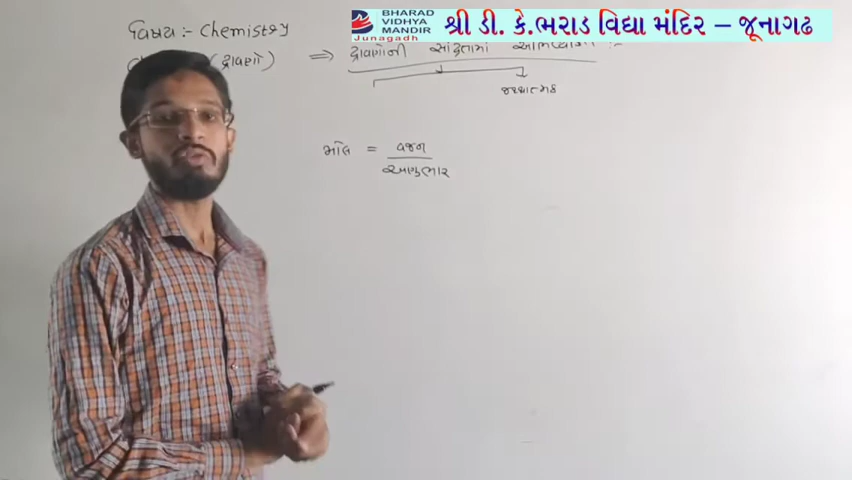 BHARAD
VIDHYA
MANDIR
Junagadh
શ્રી ડી. કે.ભરાડ વિદ્યા મંદિર – જૂનાગઢ
વિષય :- Chemistry
(દ્રાવણો) ⇒ દ્રાવણોની સાંદ્રતામાં
મોલ = વજન
અણુભાર